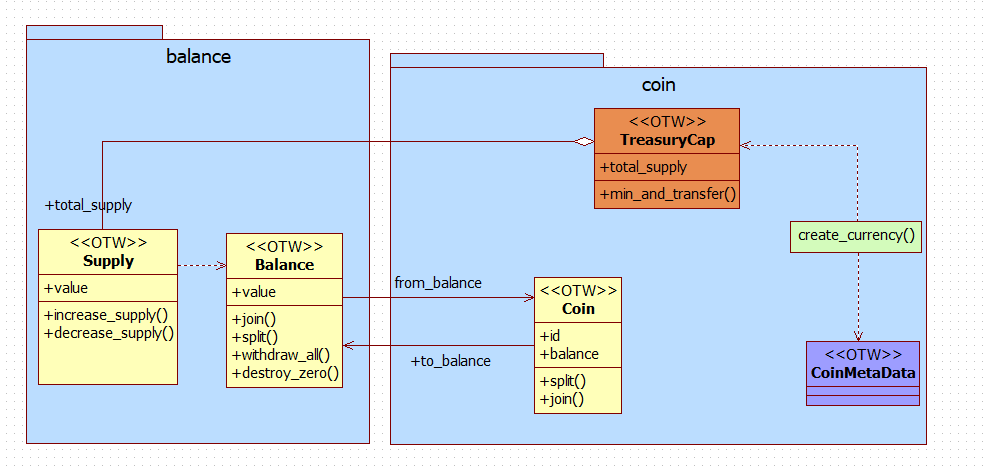 balance
coin
<<OTW>>
TreasuryCap
+total_supply
+min_and_transfer()
+total_supply
create_currency()
<<OTW>>
Supply
+value
+increase_supply()
+decrease_supply()
<<OTW>>
Balance
+value
+join()
+split()
+withdraw_all()
+destroy_zero()
from_balance
+to_balance
<<OTW>>
Coin
+id
+balance
+split()
+join()
<<OTW>>
CoinMetaData